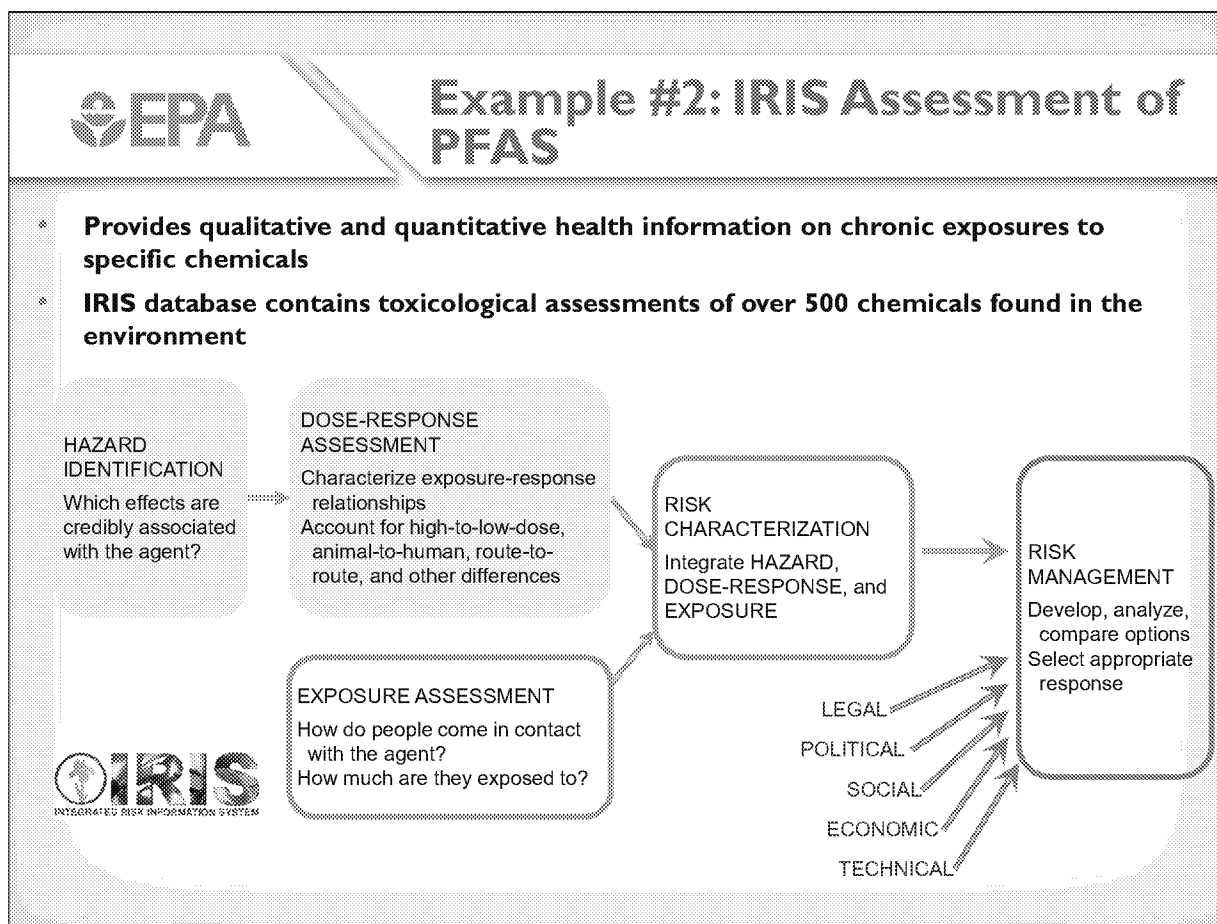 EPA
Example #2: IRIS Assessment of
PFAS
• Provides qualitative and quantitative health information on chronic exposures to
specific chemicals
• IRIS database contains toxicological assessments of over 500 chemicals found in the
environment
HAZARD
IDENTIFICATION
Which effects are
credibly associated
with the agent?
DOSE-RESPONSE
ASSESSMENT
Characterize exposure-response
relationships
Account for high-to-low-dose,
animal-to-human, route-to-
route, and other differences
EXPOSURE ASSESSMENT
How do people come in contact
with the agent?
How much are they exposed to?
RISK
CHARACTERIZATION
Integrate HAZARD,
DOSE-RESPONSE, and
EXPOSURE
RISK
MANAGEMENT
Develop, analyze,
compare options
Select appropriate
response
LEGAL
POLITICAL
SOCIAL
ECONOMIC
TECHNICAL
IRIS
INTEGRATED RISK INFORMATION SYSTEM